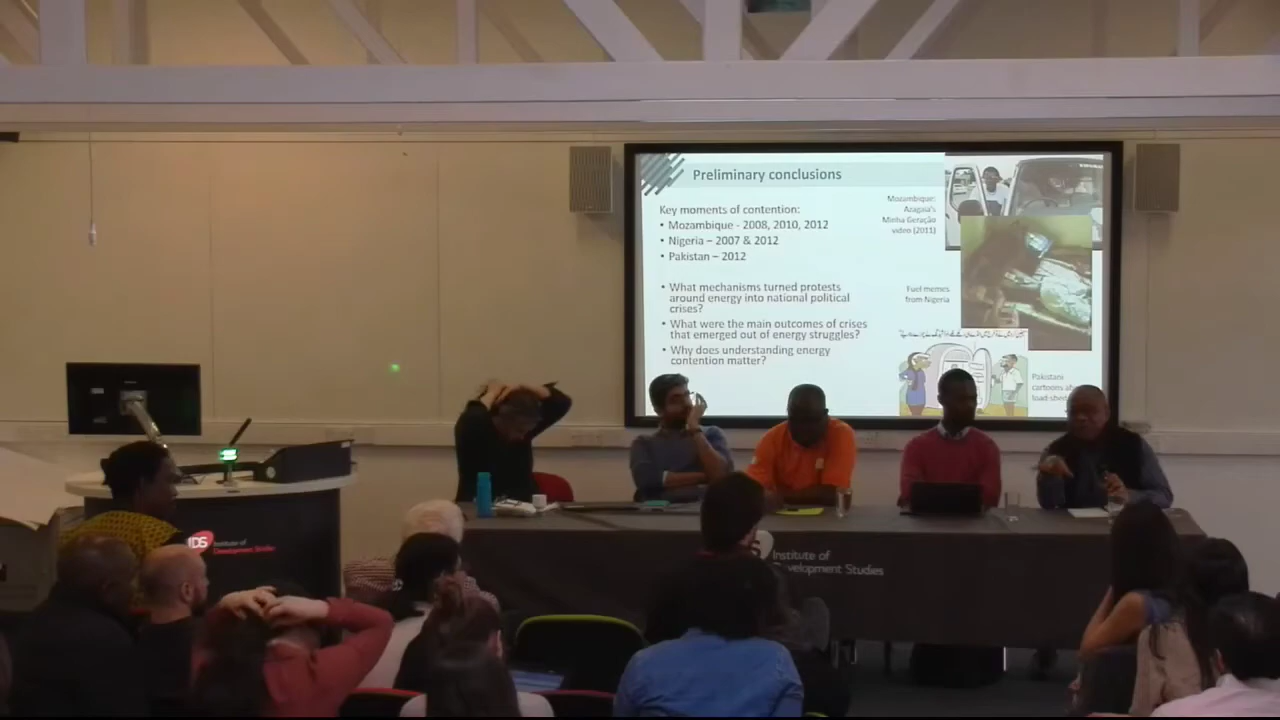 Preliminary conclusions
Key moments of contention:
• Mozambique - 2008, 2010, 2012
• Nigeria – 2007 & 2012
• Pakistan – 2012
• What mechanisms turned protests
around energy into national political
crises?
• What were the main outcomes of crises
that emerged out of energy struggles?
• Why does understanding energy
contention matter?
Mozambique:
Azagaia's
Minha Geração
video (2011)
Fuel memes
from Nigeria
Pakistani
cartoons
IDS
Institute of
Development Studies
Institute of
Development Studies